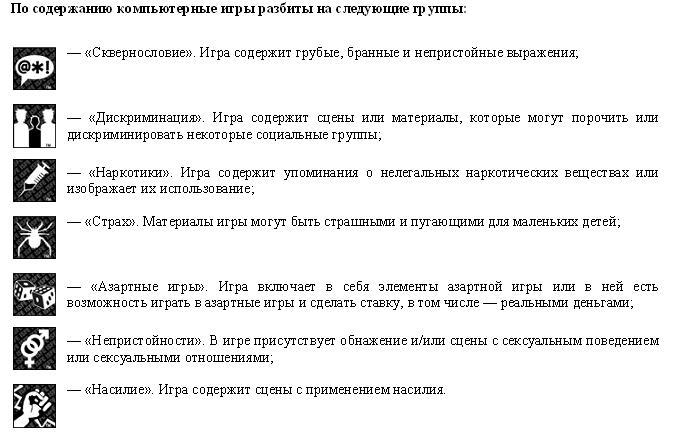 По содержанию компьютерные игры разбиты на следующие группы:
— «Сквернословие». Игра содержит грубые, бранные и непристойные выражения;
@*!
— «Дискриминация». Игра содержит сцены или материалы, которые могут порочить или
дискриминировать некоторые социальные группы;
— «Наркотики». Игра содержит упоминания о нелегальных наркотических веществах или
изображает их использование;
— «Страх». Материалы игры могут быть страшными и пугающими для маленьких детей;
— «Азартные игры». Игра включает в себя элементы азартной игры или в ней есть
возможность играть в азартные игры и сделать ставку, в том числе — реальными деньгами;
— «Непристойности». В игре присутствует обнажение и/или сцены с сексуальным поведением
или сексуальными отношениями;
— «Насилие». Игра содержит сцены с применением насилия.